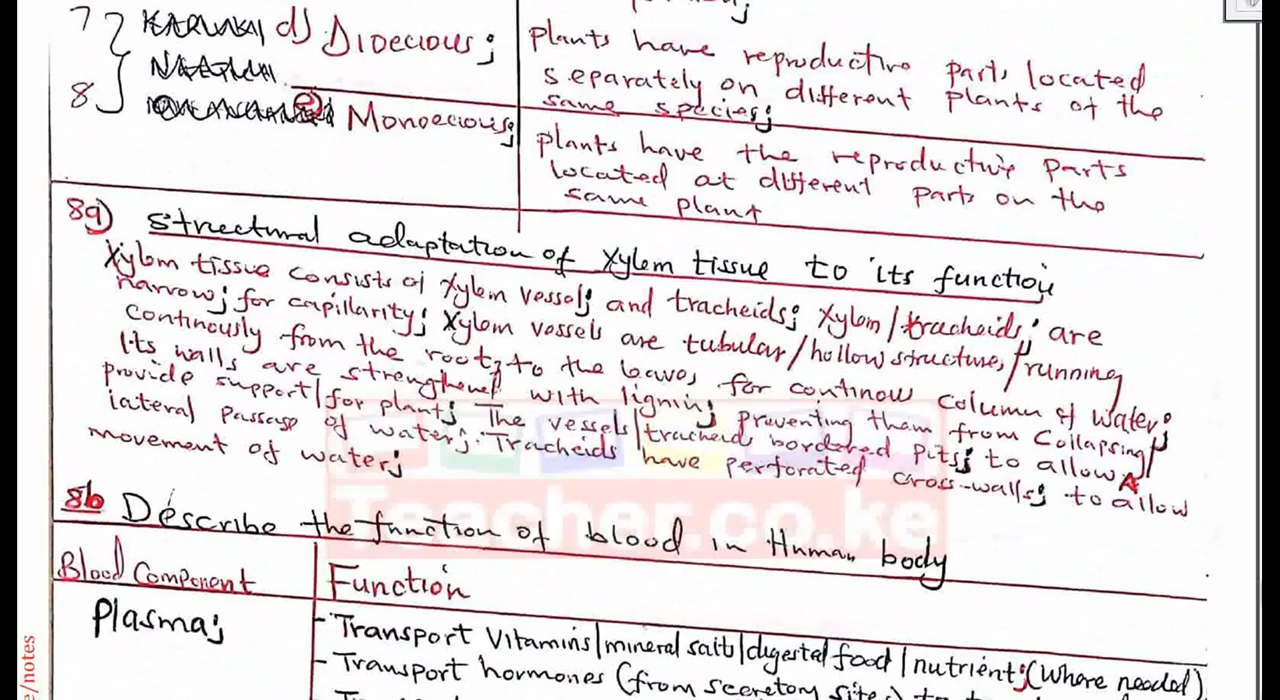 7
8
d) Dioecious;
plants have reproductive parts located
separately on different plants of the
same species;
e) Monoecious;
plants have the reproductive parts
located at different parts on the
same plant
8a) Structural adaptation of Xylem tissue to its function
Xylem tissue consists of Xylem vessels; and tracheids; Xylem/tracheids; are
narrow; for capillarity; Xylem vessels are tubular/hollow structures/running
continously from the roots to the leaves for continous column of water;
Its walls are strengthened with lignin; preventing them from collapsing/
provide support/for plant; The vessels/tracheids bordered pits; to allow
lateral passage of water; Tracheids have perforated cross-walls; to allow
movement of water;
8b Describe the function of blood in Human body
Blood Component
Function
Plasma;
- Transport Vitamins/mineral salts/digested food/nutrients; (where needed)
- Transport hormones (from secretory sites)
Teacher.co.ke
e/notes